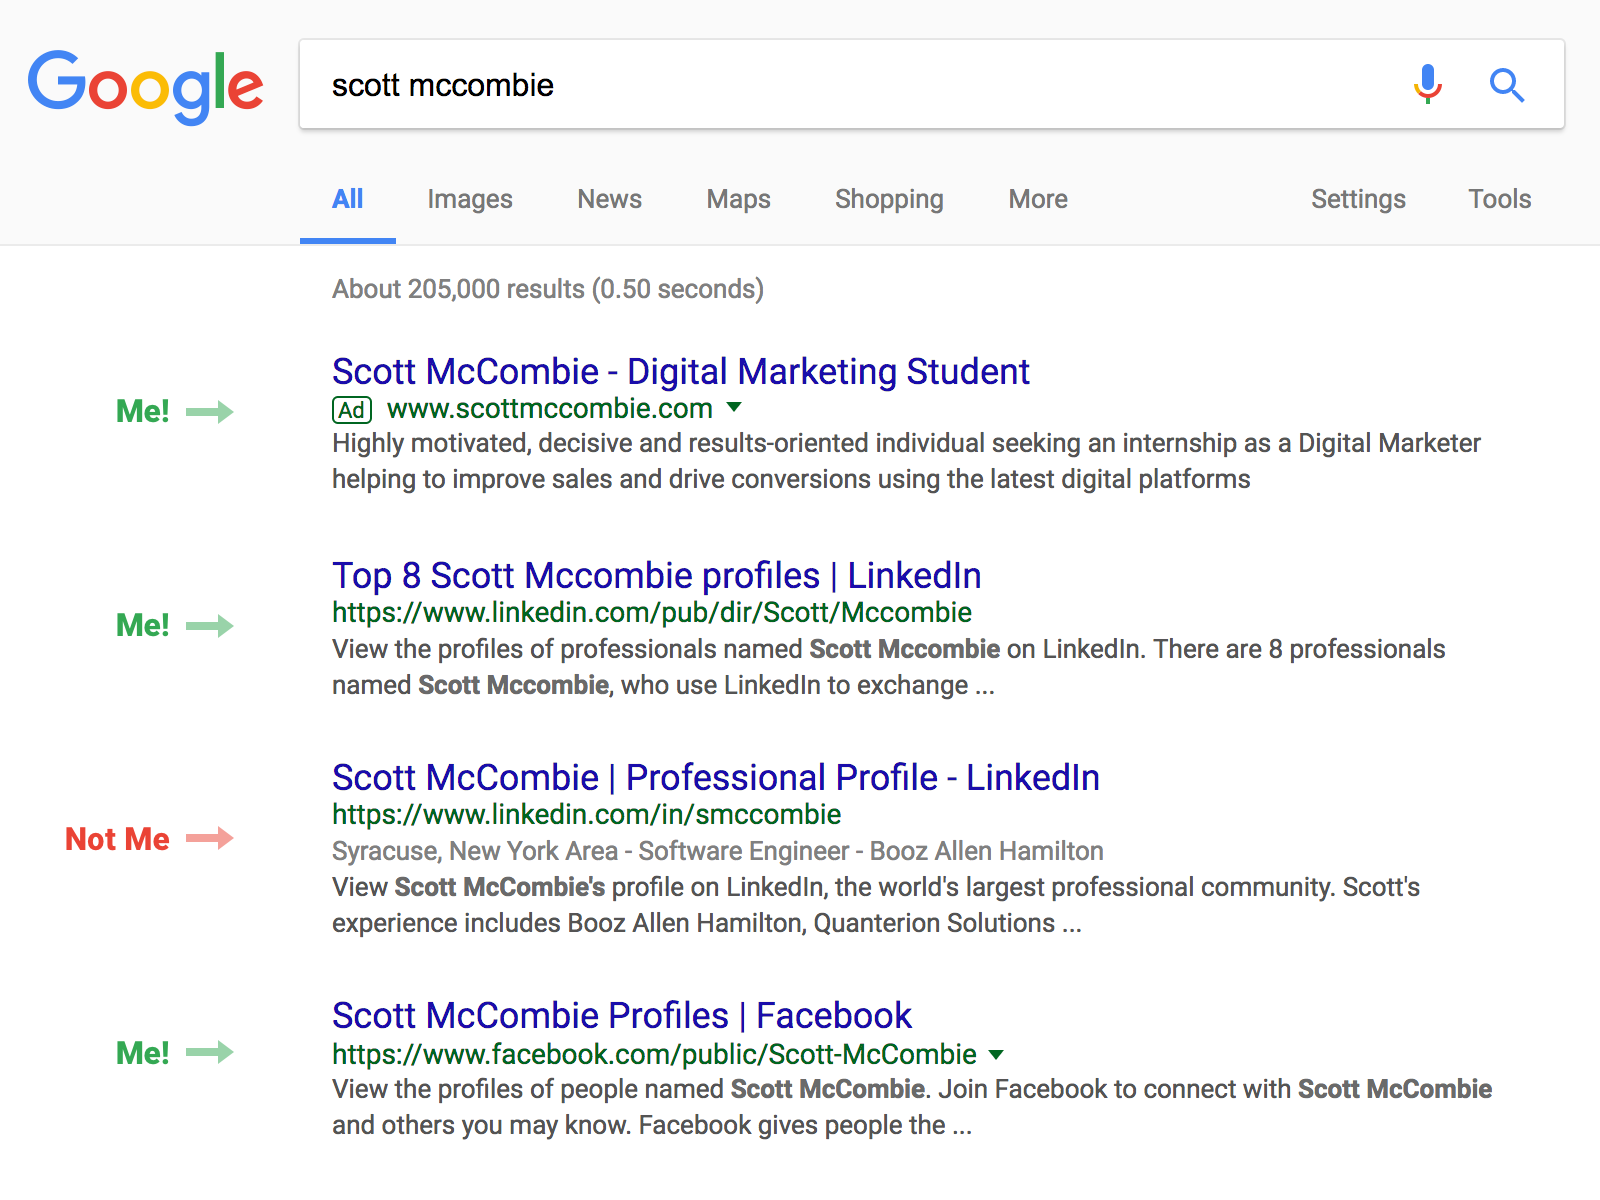 Google
scott mccombie
All Images News Maps Shopping More Settings Tools
About 205,000 results (0.50 seconds)
Scott McCombie - Digital Marketing Student
Me!
Ad www.scottmccombie.com
Highly motivated, decisive and results-oriented individual seeking an internship as a Digital Marketer
helping to improve sales and drive conversions using the latest digital platforms
Top 8 Scott Mccombie profiles | LinkedIn
Me!
https://www.linkedin.com/pub/dir/Scott/Mccombie
View the profiles of professionals named Scott Mccombie on LinkedIn. There are 8 professionals
named Scott Mccombie, who use LinkedIn to exchange ...
Scott McCombie | Professional Profile - LinkedIn
https://www.linkedin.com/in/smccombie
Not Me
Syracuse, New York Area - Software Engineer - Booz Allen Hamilton
View Scott McCombie's profile on LinkedIn, the world's largest professional community. Scott's
experience includes Booz Allen Hamilton, Quanterion Solutions ...
Scott McCombie Profiles | Facebook
Me!
https://www.facebook.com/public/Scott-McCombie
View the profiles of people named Scott McCombie. Join Facebook to connect with Scott McCombie
and others you may know. Facebook gives people the ...